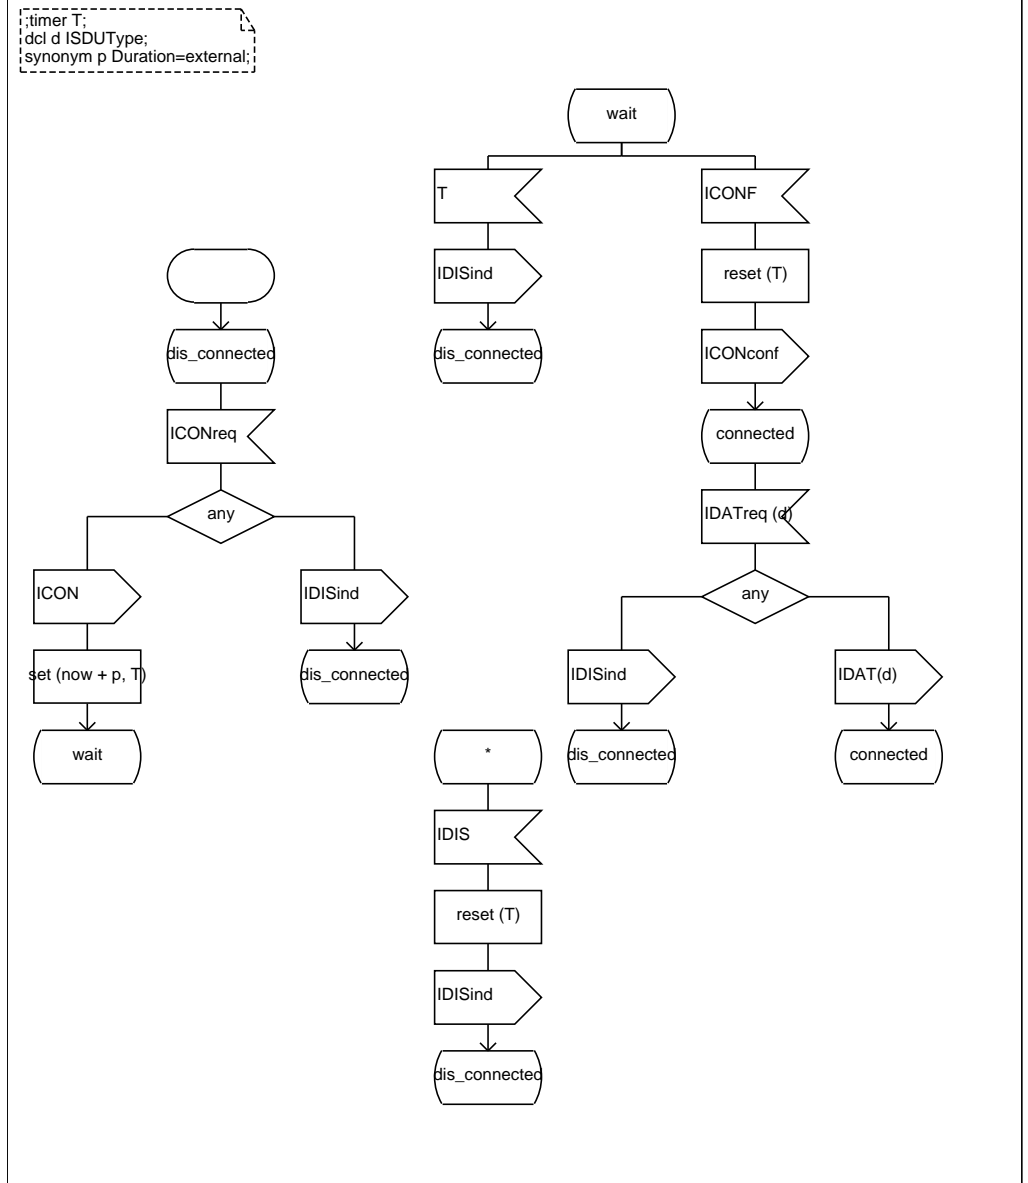 ;timer T;
dcl d ISDUType;
synonym p Duration=external;
wait
T
ICONF
IDISind
reset (T)
dis_connected
dis_connected
ICONconf
ICONreq
connected
any
IDATreq (d)
ICON
IDISind
any
set (now + p, T)
dis_connected
IDISind
IDAT(d)
wait
*
dis_connected
connected
IDIS
reset (T)
IDISind
dis_connected